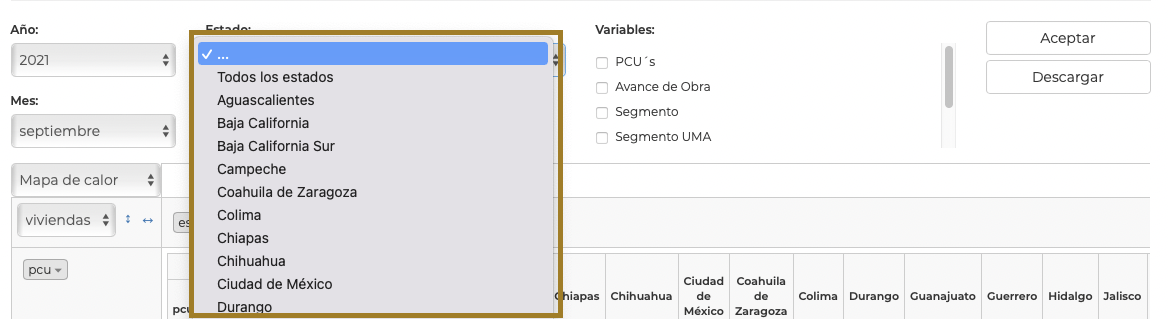 Año:
Estado:
Variables:
2021
Aceptar
Descargar
Mes:
septiembre
PCU´s
Avance de Obra
Segmento
Segmento UMA
✓ ...
Todos los estados
Aguascalientes
Baja California
Baja California Sur
Campeche
Coahuila de Zaragoza
Colima
Chiapas
Chihuahua
Ciudad de México
Durango
Mapa de calor
viviendas ↕ ↔
es
pcu
pcu
Chiapas
Chihuahua
Ciudad
de
México
Coahuila
de
Zaragoza
Colima
Durango
Guanajuato
Guerrero
Hidalgo
Jalisco